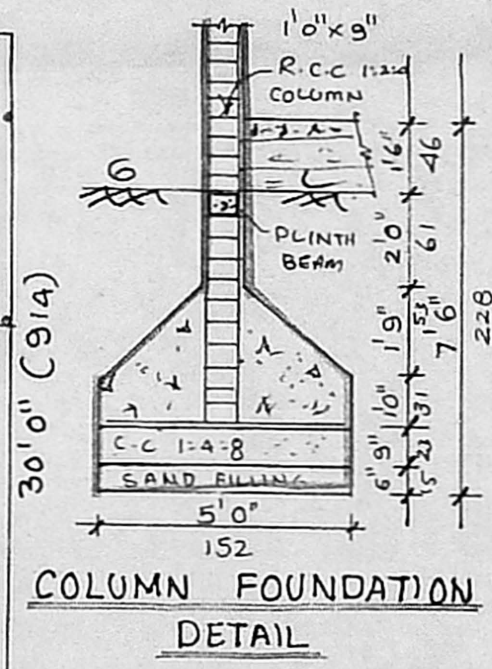 1'0" x 9"
R.C.C 1:2:4
COLUMN
G L
PLINTH
BEAM
1'6" 46
2'0" 61
1'9" 53
7'6" 228
10" 31
9" 23
6" 15
30'0" (914)
C-C 1-4-8
SAND FILLING
5'0"
152
COLUMN FOUNDATION
DETAIL